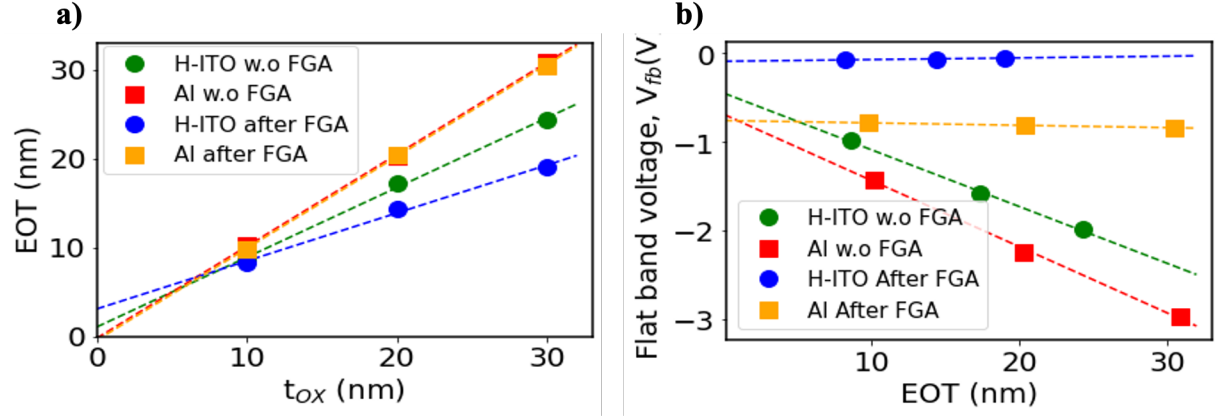 a)
30
20
10
0
EOT (nm)
H-ITO w.o FGA
Al w.o FGA
H-ITO after FGA
Al after FGA
0
10
20
30
tOX (nm)
b)
0
−1
−2
−3
Flat band voltage, Vfb(V
H-ITO w.o FGA
Al w.o FGA
H-ITO After FGA
Al After FGA
10
20
30
EOT (nm)